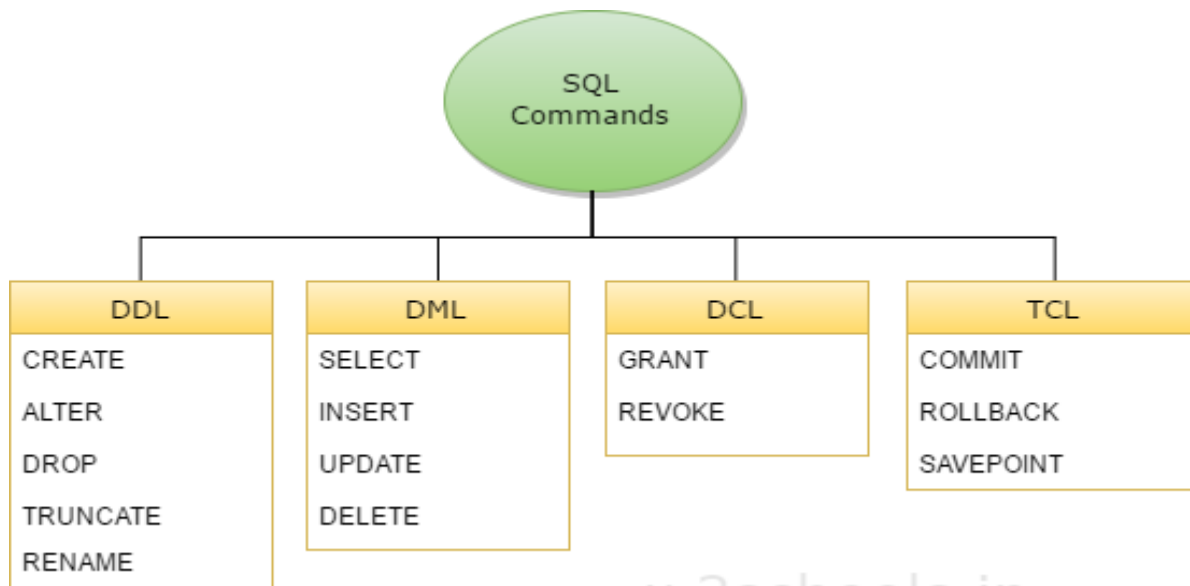 SQL
Commands
DDL
CREATE
ALTER
DROP
TRUNCATE
RENAME
DML
SELECT
INSERT
UPDATE
DELETE
DCL
GRANT
REVOKE
TCL
COMMIT
ROLLBACK
SAVEPOINT